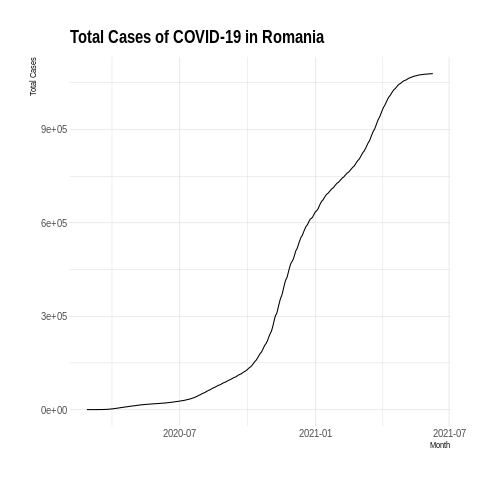 Total Cases of COVID-19 in Romania
Total Cases
9e+05
6e+05
3e+05
0e+00
2020-07
2021-01
2021-07
Month